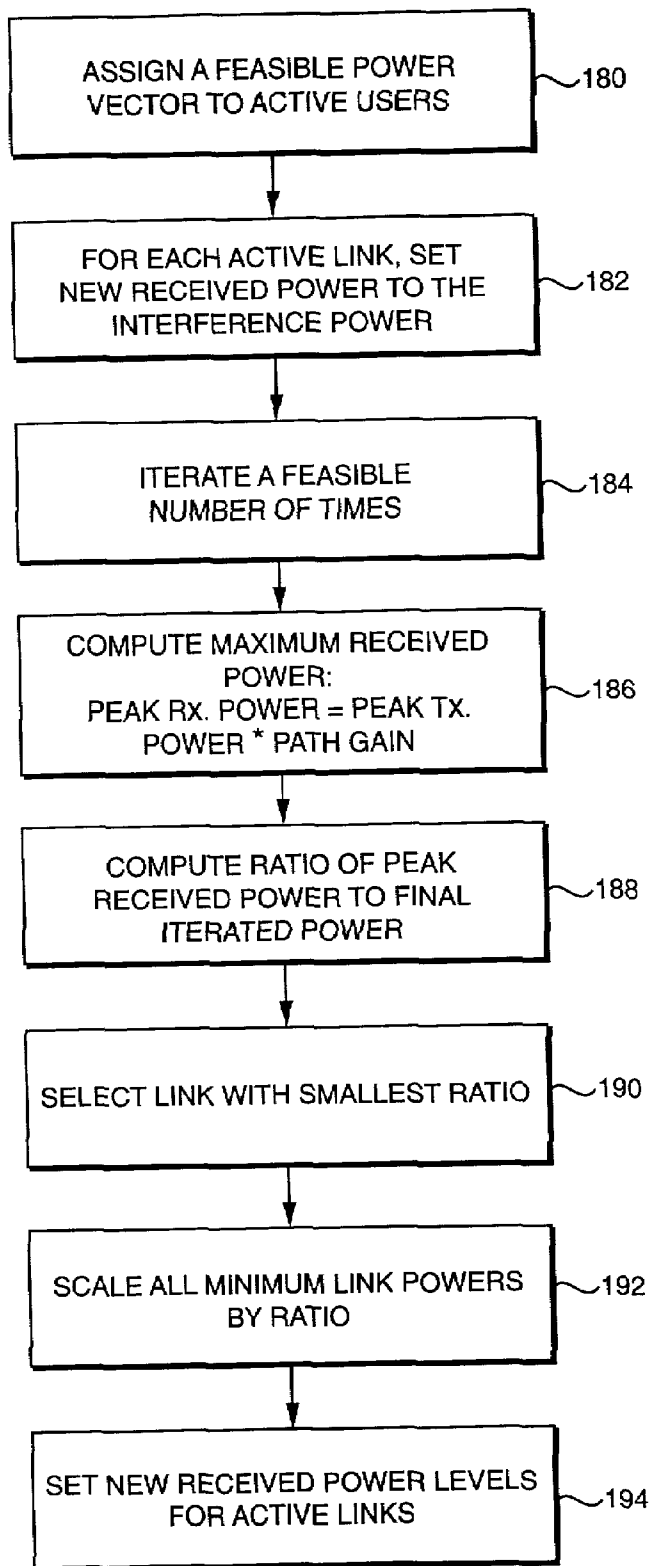 ASSIGN A FEASIBLE POWER
VECTOR TO ACTIVE USERS
180
FOR EACH ACTIVE LINK, SET
NEW RECEIVED POWER TO THE
INTERFERENCE POWER
182
ITERATE A FEASIBLE
NUMBER OF TIMES
184
COMPUTE MAXIMUM RECEIVED
POWER:
PEAK RX. POWER = PEAK TX.
POWER * PATH GAIN
186
COMPUTE RATIO OF PEAK
RECEIVED POWER TO FINAL
ITERATED POWER
188
SELECT LINK WITH SMALLEST RATIO
190
SCALE ALL MINIMUM LINK POWERS
BY RATIO
192
SET NEW RECEIVED POWER LEVELS
FOR ACTIVE LINKS
194